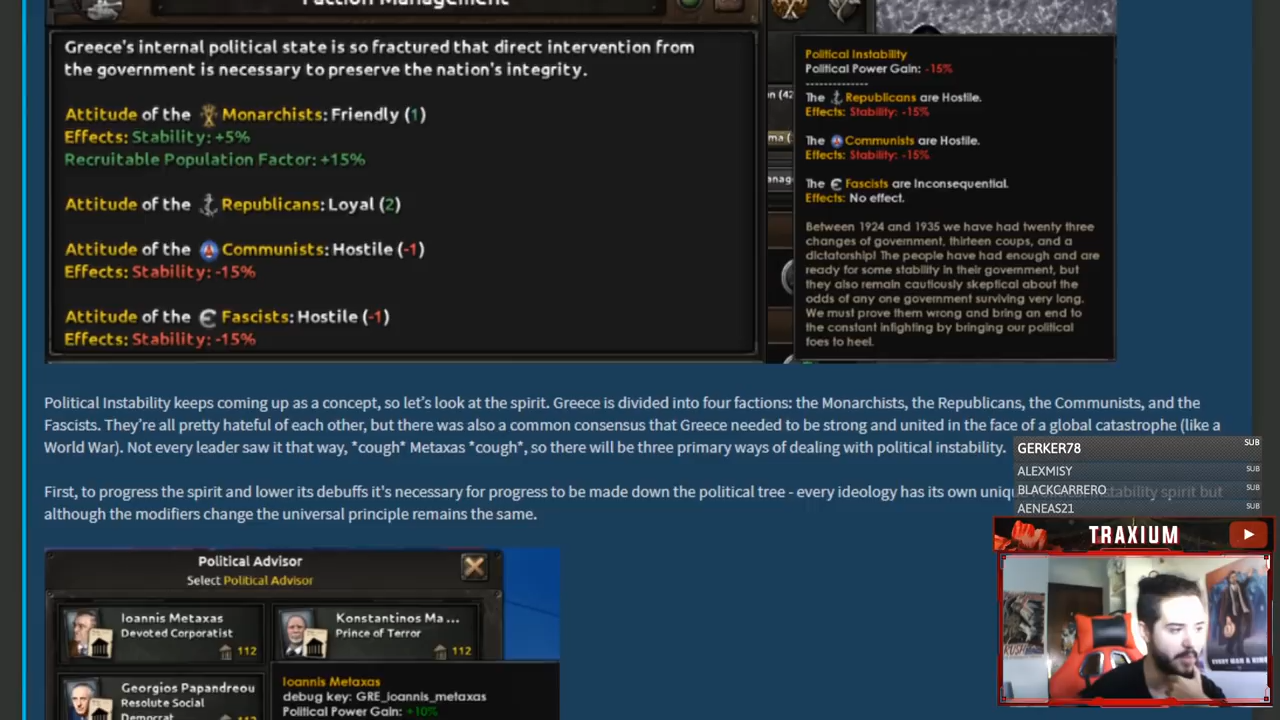 Faction Management
Greece's internal political state is so fractured that direct intervention from
the government is necessary to preserve the nation's integrity.
Attitude of the Monarchists: Friendly (1)
Effects: Stability: +5%
Recruitable Population Factor: +15%
Attitude of the Republicans: Loyal (2)
Attitude of the Communists: Hostile (-1)
Effects: Stability: -15%
Attitude of the Fascists: Hostile (-1)
Effects: Stability: -15%
Political Instability
Political Power Gain: -15%
--------------
The Republicans are Hostile.
Effects: Stability: -15%
The Communists are Hostile.
Effects: Stability: -15%
The Fascists are Inconsequential.
Effects: No effect.
Between 1924 and 1935 we have had twenty three
changes of government, thirteen coups, and a
dictatorship! The people have had enough and are
ready for some stability in their government, but
they also remain cautiously skeptical about the
odds of any one government surviving very long.
We must prove them wrong and bring an end to
the constant infighting by bringing our political
foes to heel.
Political Instability keeps coming up as a concept, so let's look at the spirit. Greece is divided into four factions: the Monarchists, the Republicans, the Communists, and the
Fascists. They're all pretty hateful of each other, but there was also a common consensus that Greece needed to be strong and united in the face of a global catastrophe (like a
World War). Not every leader saw it that way, *cough* Metaxas *cough*, so there will be three primary ways of dealing with political instability.
First, to progress the spirit and lower its debuffs it's necessary for progress to be made down the political tree - every ideology has its own instability spirit but
although the modifiers change the universal principle remains the same.
GERKER78 SUB
ALEXMISY SUB
BLACKCARRERO SUB
AENEAS21 SUB
TRAXIUM
Political Advisor
Select Political Advisor
Ioannis Metaxas
Devoted Corporatist
112
Konstantinos Ma ...
Prince of Terror
112
Georgios Papandreou
Resolute Social
Democrat
Ioannis Metaxas
debug key: GRE_ioannis_metaxas
Political Power Gain: +10%
EVERY MAN A KING